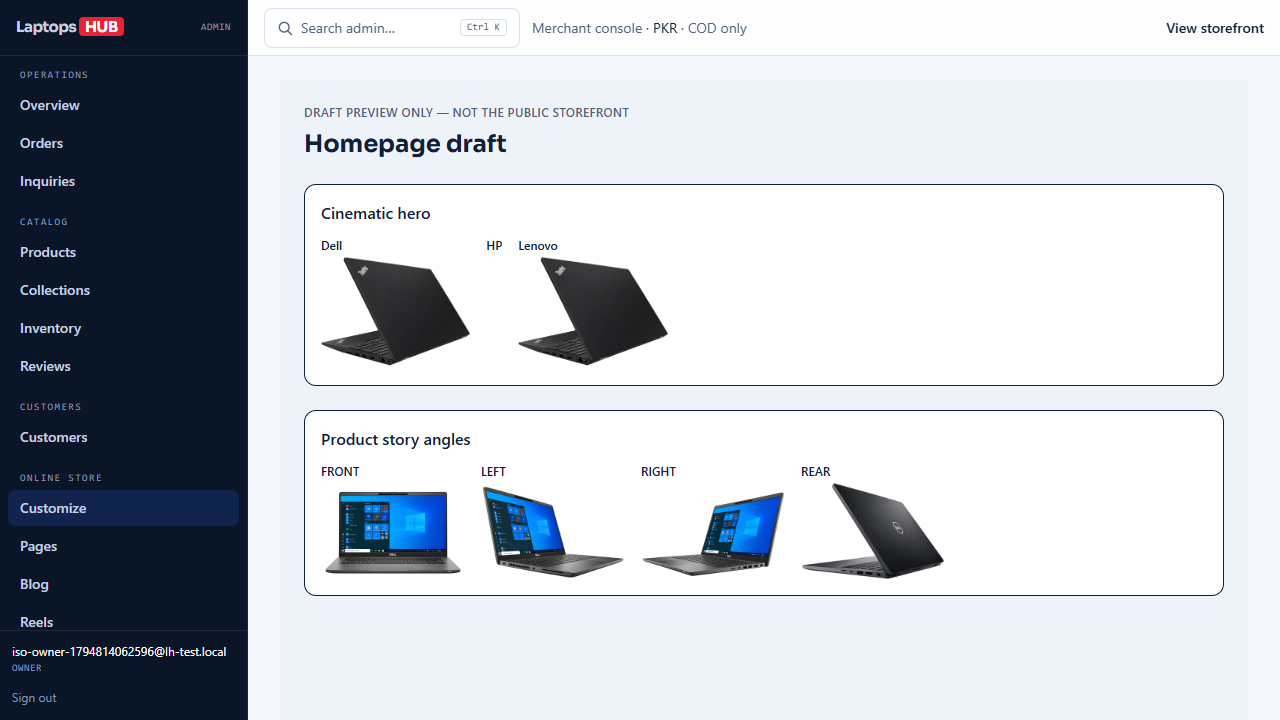 Laptops HUB
ADMIN
Search admin...
Ctrl K
Merchant console · PKR · COD only
View storefront
OPERATIONS
Overview
Orders
Inquiries
CATALOG
Products
Collections
Inventory
Reviews
CUSTOMERS
Customers
ONLINE STORE
Customize
Pages
Blog
Reels
iso-owner-1794814062596@lh-test.local
OWNER
Sign out
DRAFT PREVIEW ONLY — NOT THE PUBLIC STOREFRONT
Homepage draft
Cinematic hero
Dell
HP
Lenovo
ThinkPad
ThinkPad
Product story angles
FRONT
LEFT
RIGHT
REAR
DELL